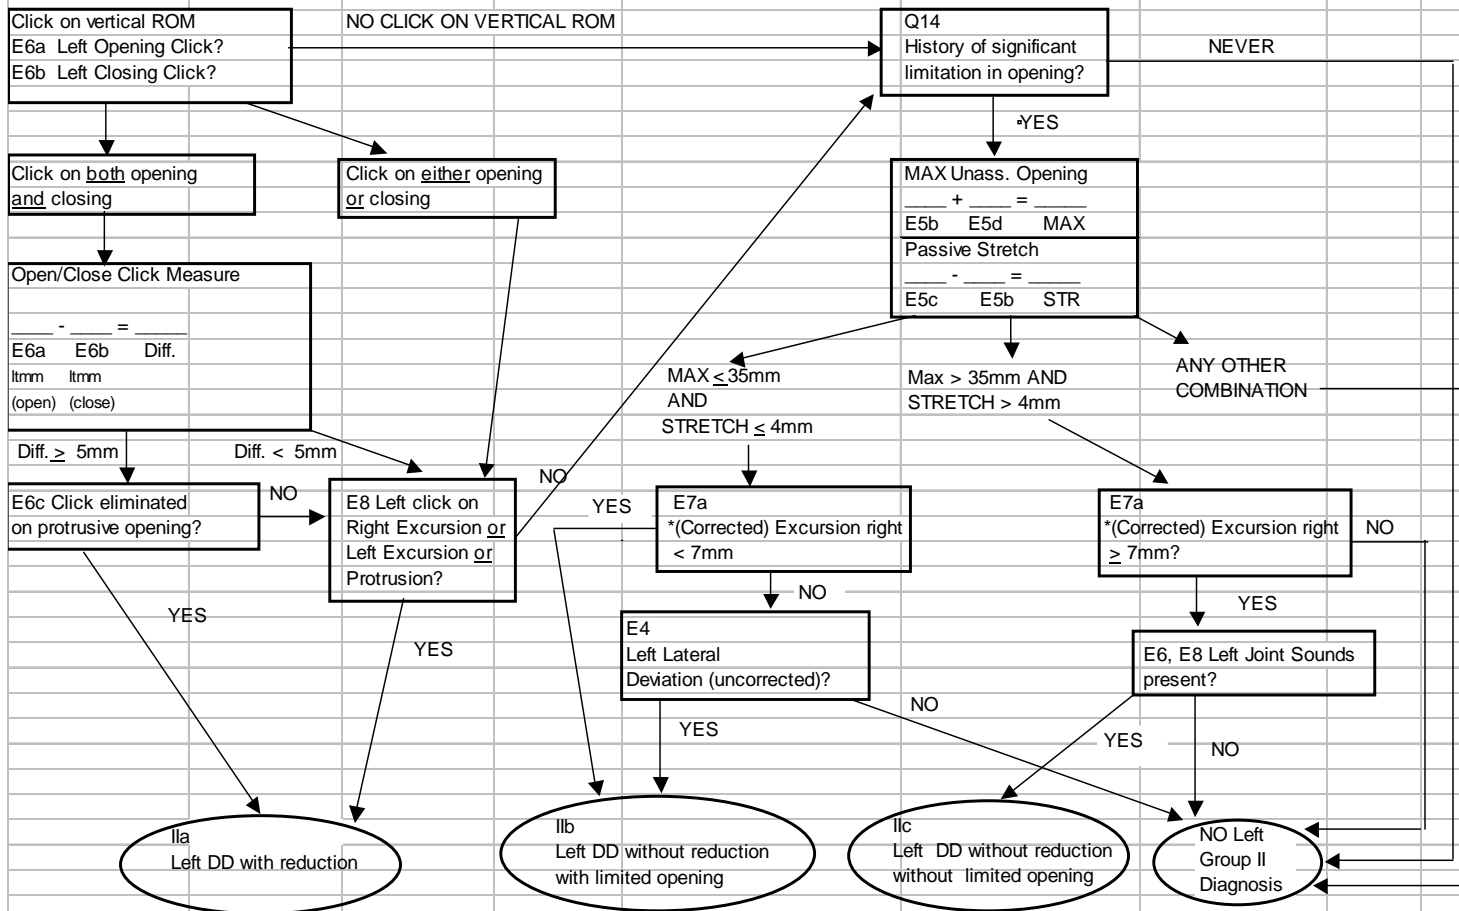 Click on vertical ROM
E6a Left Opening Click?
E6b Left Closing Click?
NO CLICK ON VERTICAL ROM
Q14
History of significant
limitation in opening?
NEVER
YES
Click on both opening
and closing
Click on either opening
or closing
MAX Unass. Opening
____ + ____ = _____
E5b E5d MAX
Passive Stretch
____ - ____ = _____
E5c E5b STR
Open/Close Click Measure
____ - ____ = _____
E6a E6b Diff.
ltmm ltmm
(open) (close)
MAX < 35mm
AND
STRETCH < 4mm
Max > 35mm AND
STRETCH > 4mm
ANY OTHER
COMBINATION
Diff. > 5mm
Diff. < 5mm
E6c Click eliminated
on protrusive opening?
NO
E8 Left click on
Right Excursion or
Left Excursion or
Protrusion?
NO
YES
E7a
*(Corrected) Excursion right
< 7mm
E7a
*(Corrected) Excursion right
> 7mm?
NO
NO
YES
YES
YES
E4
Left Lateral
Deviation (uncorrected)?
E6, E8 Left Joint Sounds
present?
YES
NO
YES
NO
IIa
Left DD with reduction
IIb
Left DD without reduction
with limited opening
IIc
Left DD without reduction
without limited opening
NO Left
Group II
Diagnosis